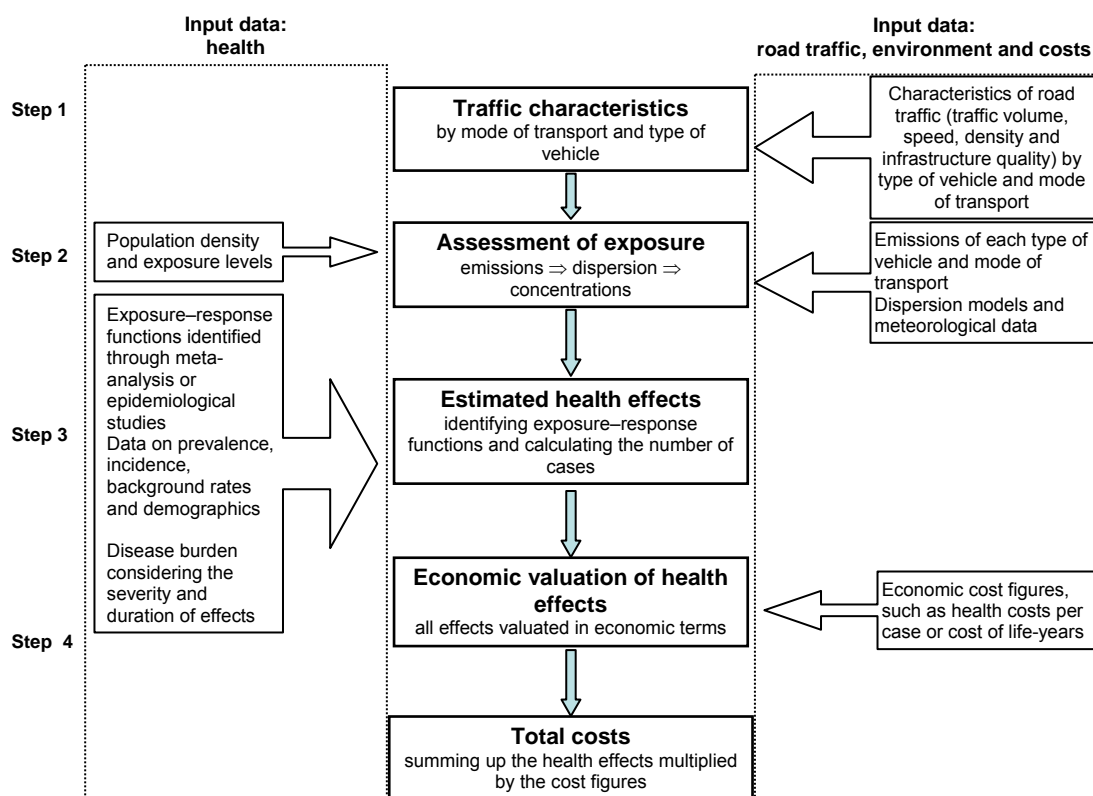 Input data:
health
Input data:
road traffic, environment and costs
Step 1
Traffic characteristics
by mode of transport and type of
vehicle
Characteristics of road
traffic (traffic volume,
speed, density and
infrastructure quality) by
type of vehicle and mode
of transport
Step 2
Population density
and exposure levels
Assessment of exposure
emissions ⇒ dispersion ⇒
concentrations
Emissions of each type of
vehicle and mode of
transport
Dispersion models and
meteorological data
Step 3
Exposure–response
functions identified
through meta-
analysis or
epidemiological
studies
Data on prevalence,
incidence,
background rates
and demographics
Disease burden
considering the
severity and
duration of effects
Estimated health effects
identifying exposure–response
functions and calculating the number of
cases
Step 4
Economic valuation of health
effects
all effects valuated in economic terms
Economic cost figures,
such as health costs per
case or cost of life-years
Total costs
summing up the health effects multiplied
by the cost figures